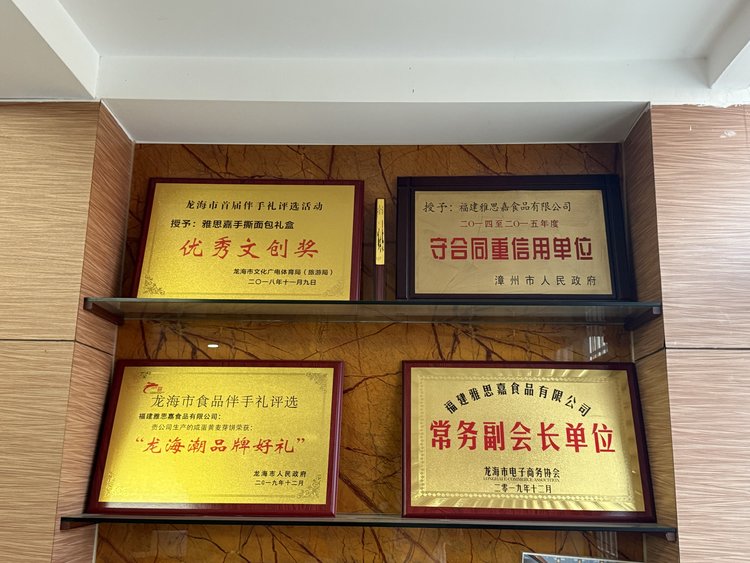 龙海市首届伴手礼评选活动
授予：雅思嘉手撕面包礼盒
优秀文创奖
龙海市文化广电体育局（旅游局）
二〇一八年十一月九日
授予：福建雅思嘉食品有限公司
二〇一四至二〇一五年度
守合同重信用单位
漳州市人民政府
龙海市食品伴手礼评选
福建雅思嘉食品有限公司：
贵公司生产的咸蛋黄麦芽饼荣获：
“龙海潮品牌好礼”
龙海市人民政府
二〇一九年十二月
福建雅思嘉食品有限公司
常务副会长单位
龙海市电子商务协会
LONGHAI E-COMMERCE ASSOCIATION
二零一九年十二月